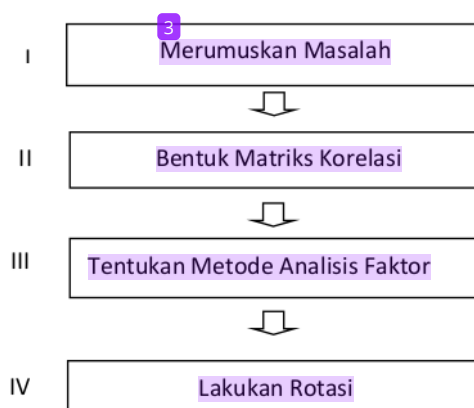 3
I Merumuskan Masalah
II Bentuk Matriks Korelasi
III Tentukan Metode Analisis Faktor
IV Lakukan Rotasi